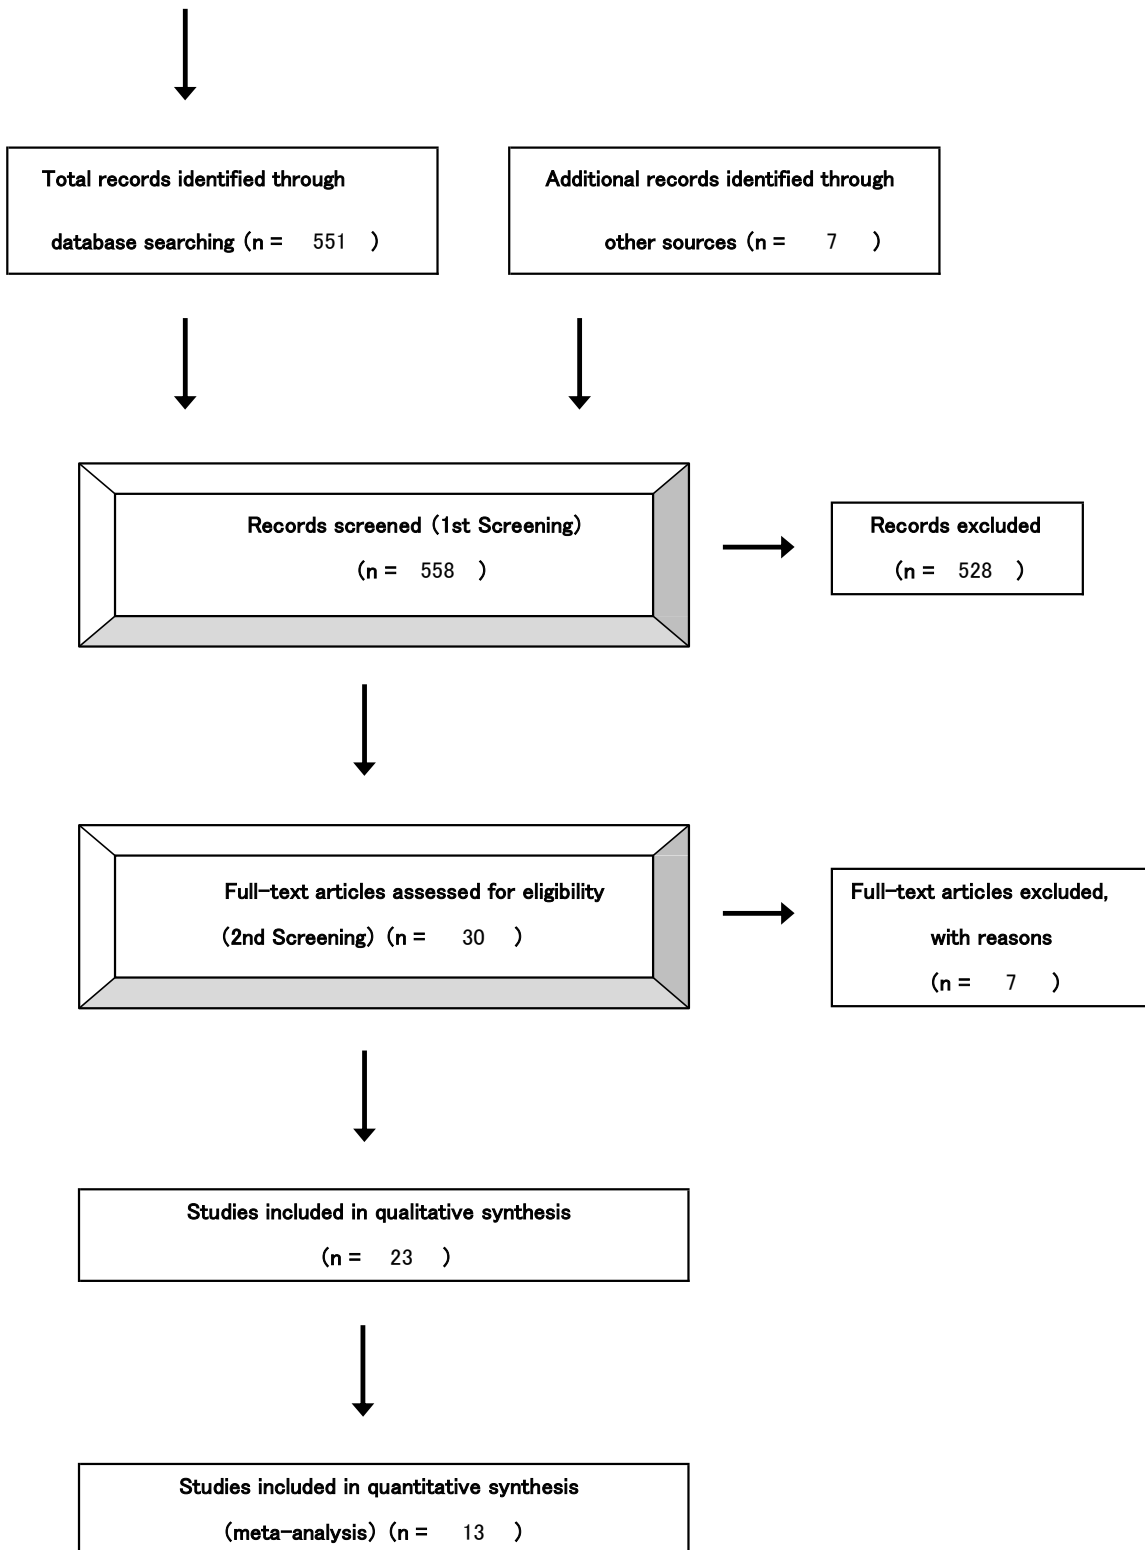 Total records identified through
database searching (n = 551 )
Additional records identified through
other sources (n = 7 )
Records screened (1st Screening)
(n = 558 )
Records excluded
(n = 528 )
Full-text articles assessed for eligibility
(2nd Screening) (n = 30 )
Full-text articles excluded,
with reasons
(n = 7 )
Studies included in qualitative synthesis
(n = 23 )
Studies included in quantitative synthesis
(meta-analysis) (n = 13 )